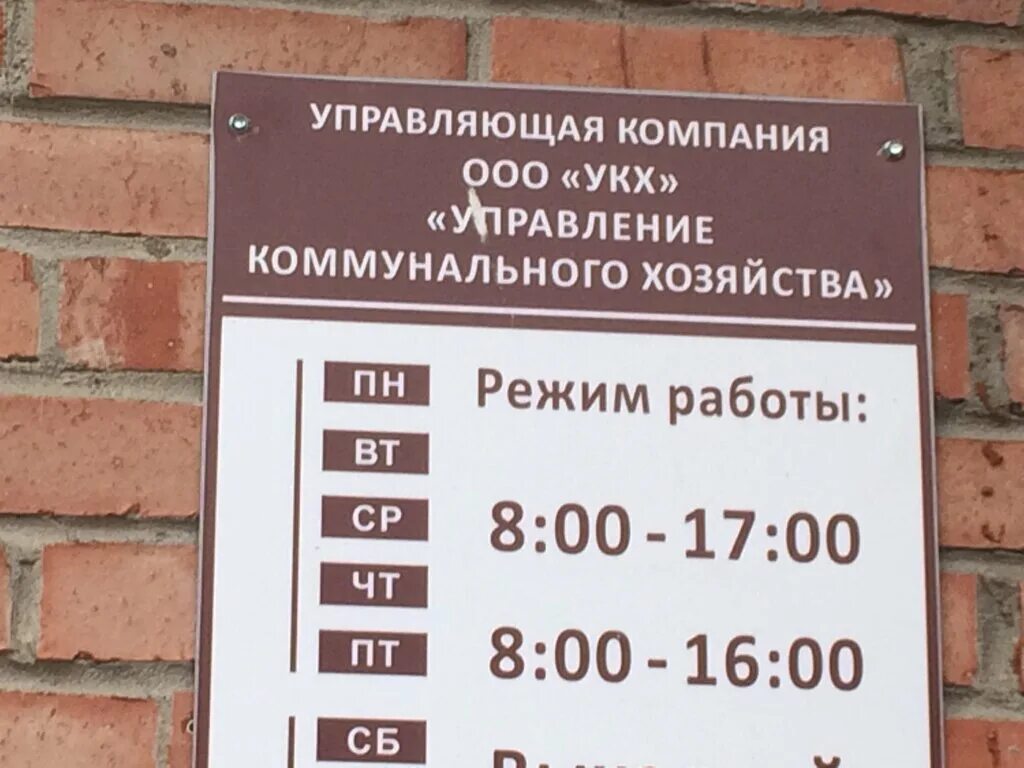 УПРАВЛЯЮЩАЯ КОМПАНИЯ
ООО «УКХ»
«УПРАВЛЕНИЕ
КОММУНАЛЬНОГО ХОЗЯЙСТВА»
ПН Режим работы:
ВТ
СР 8:00 - 17:00
ЧТ
ПТ 8:00 - 16:00
СБ